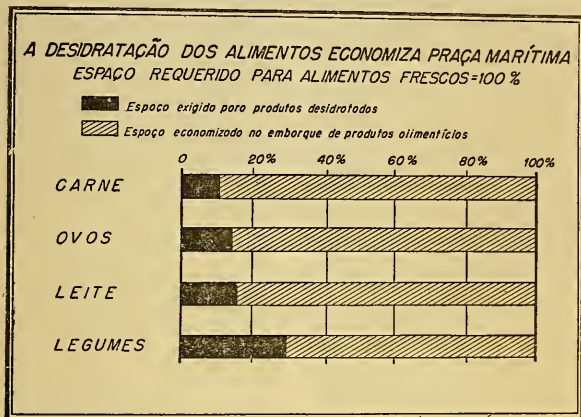 A DESIDRATAÇÃO DOS ALIMENTOS ECONOMIZA PRAÇA MARÍTIMA
ESPAÇO REQUERIDO PARA ALIMENTOS FRESCOS=100 %
Espaco exigido para produtos desidratados
Espaço economizado no embarque de produtos alimentícios
0 20% 40% 60% 80% 100%
CARNE
OVOS
LEITE
LEGUMES